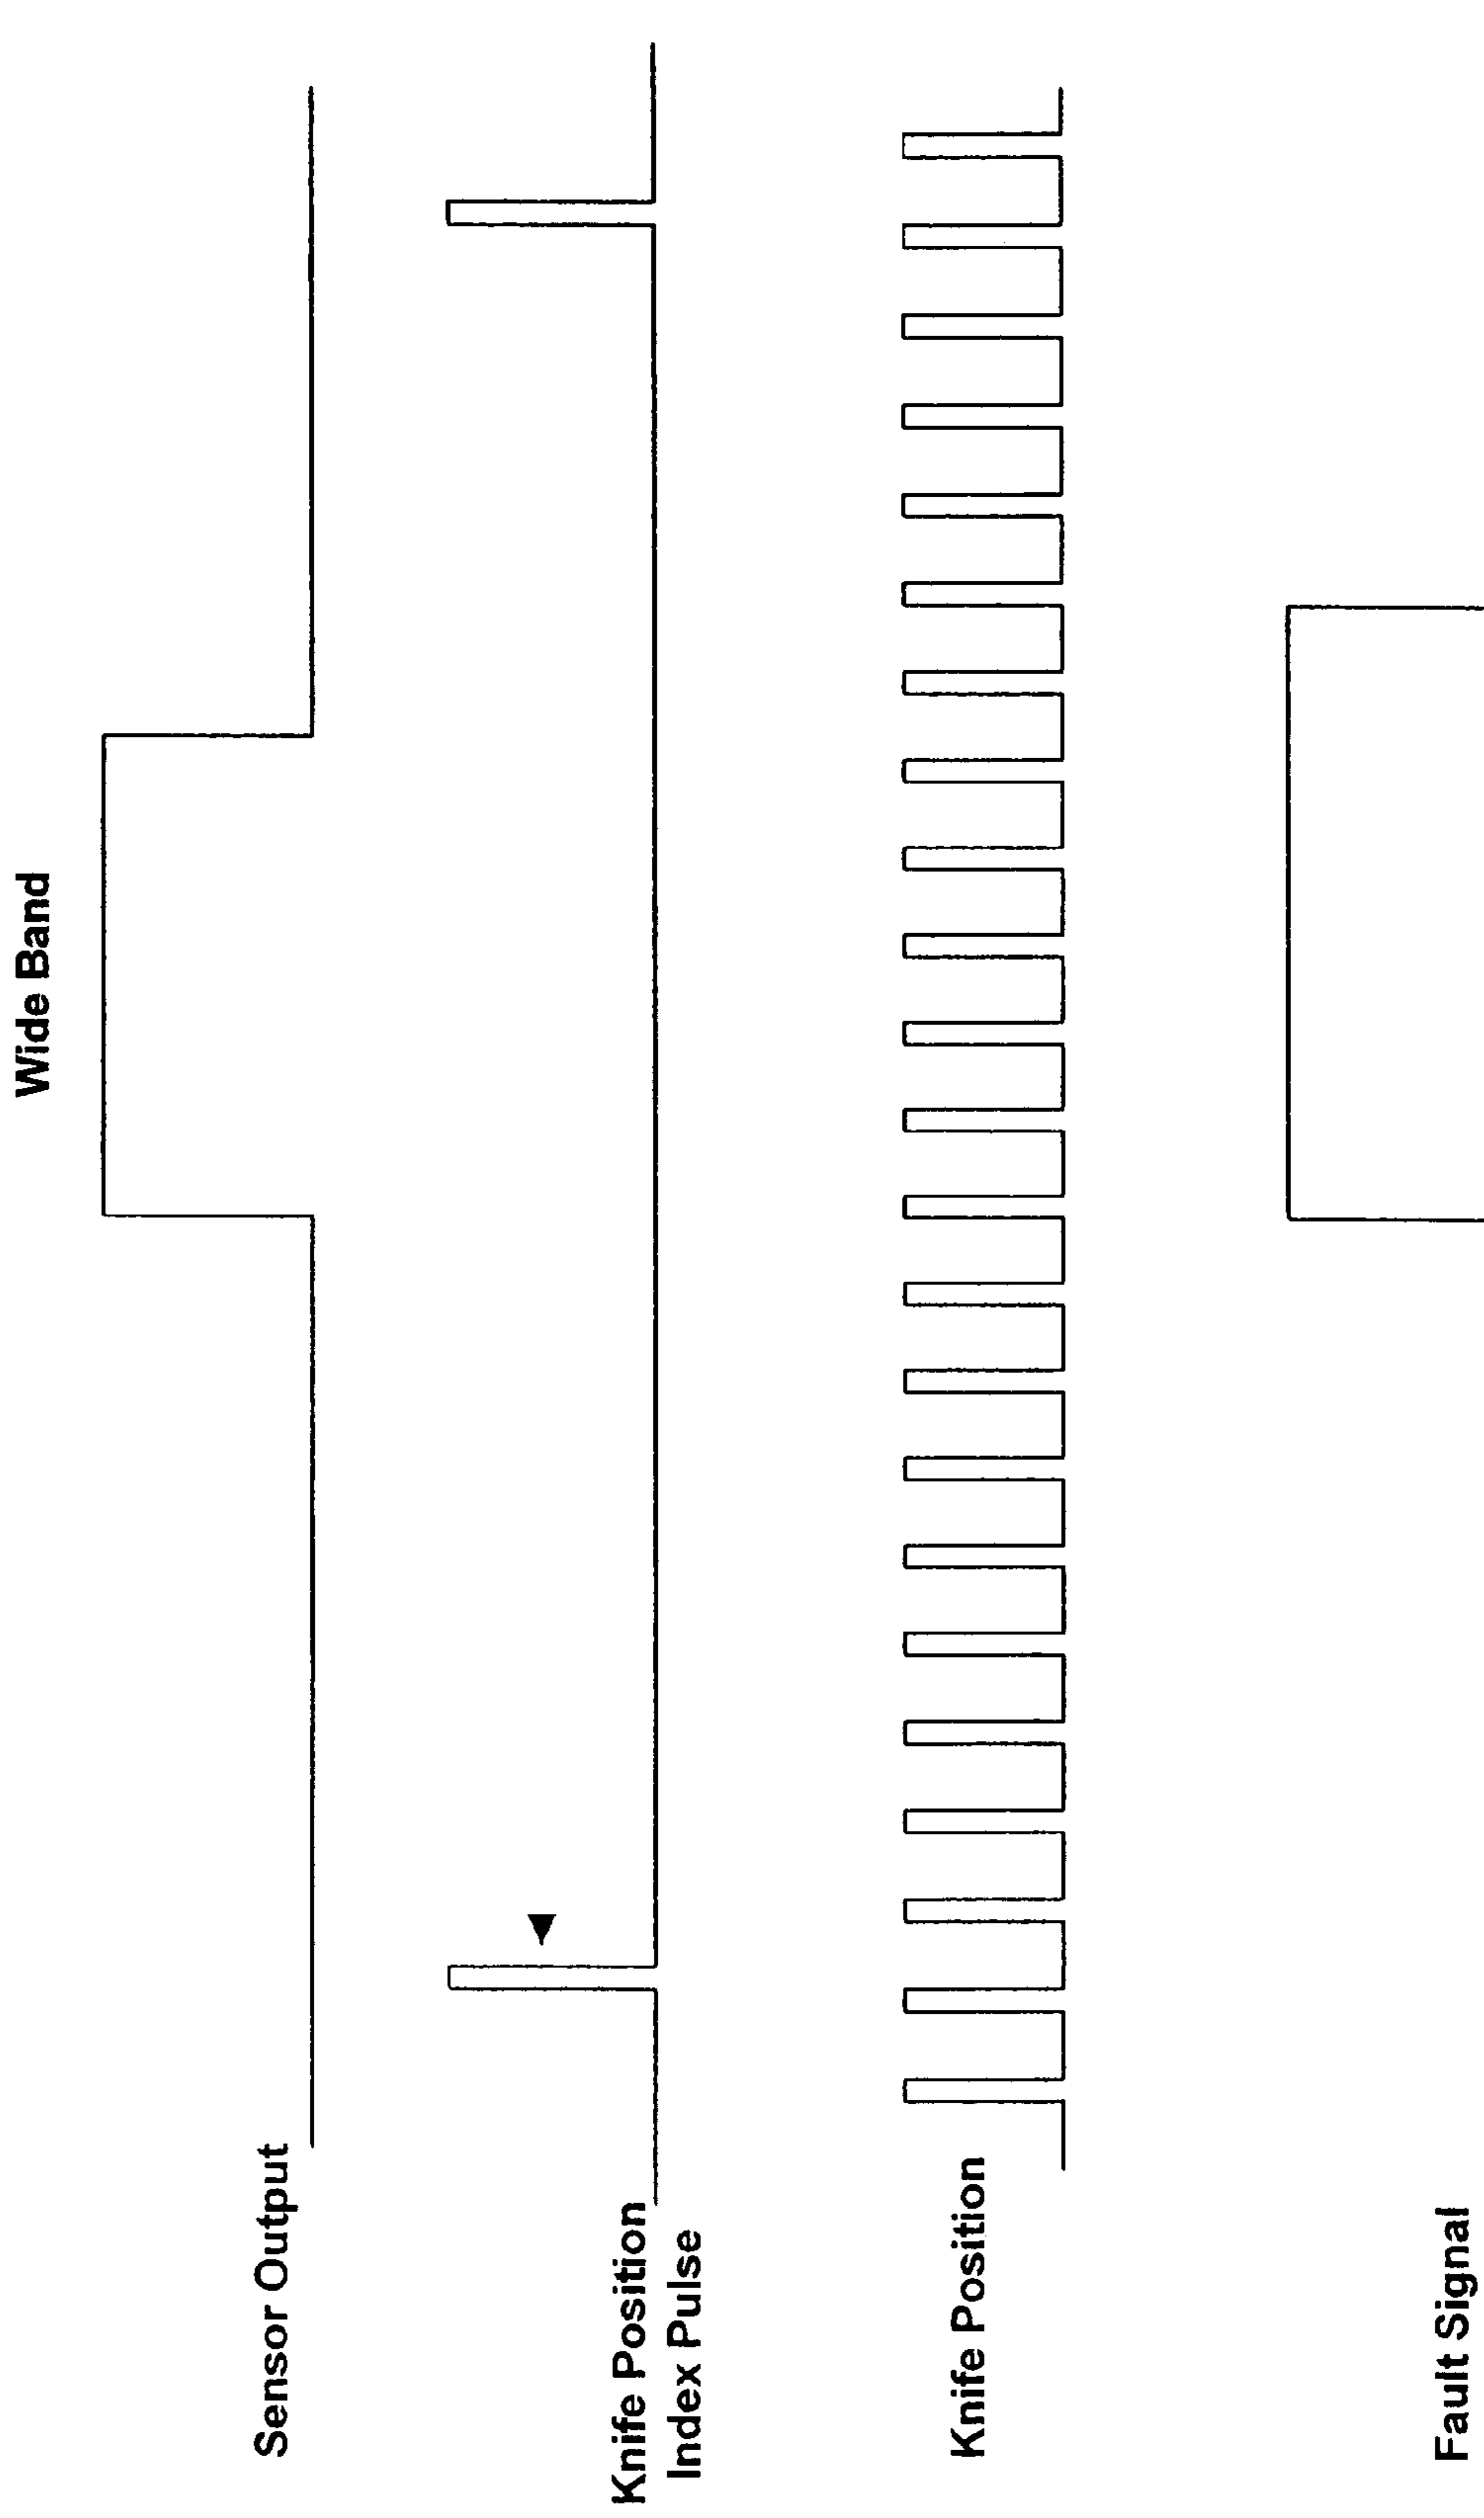 Wide Band
Sensor Output
Knife Position
Index Pulse
Knife Position
Fault Signal